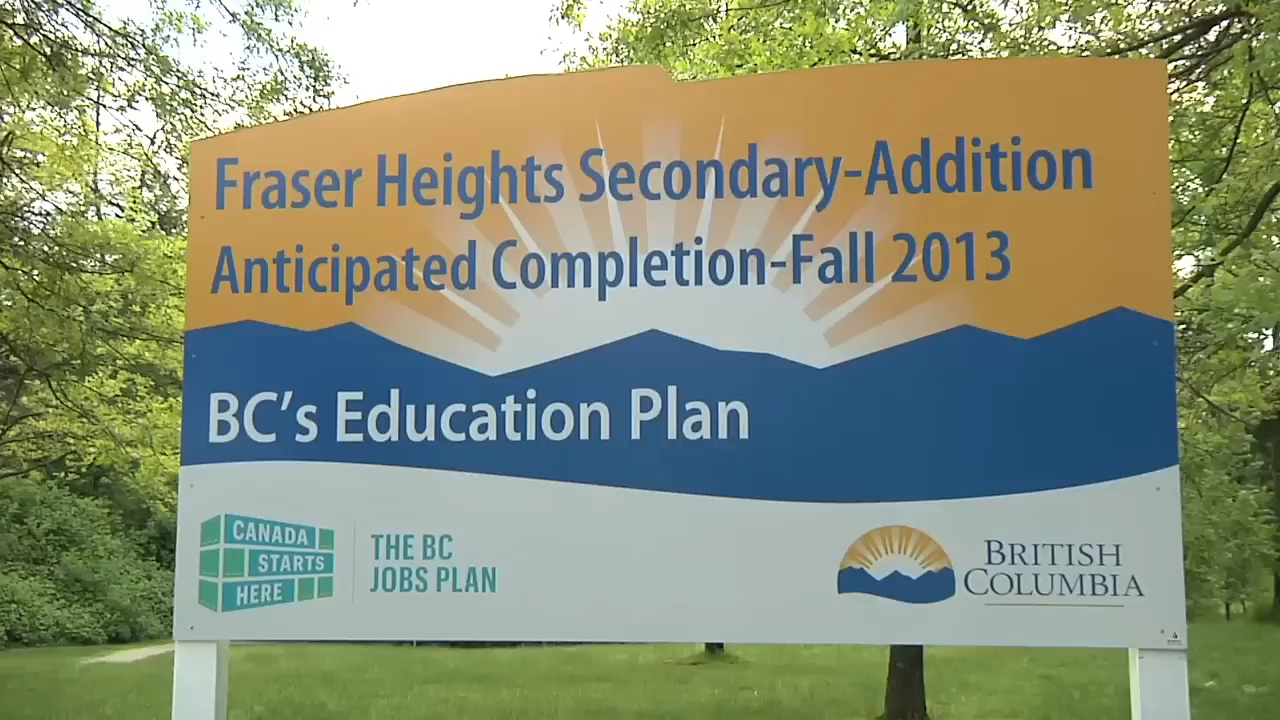 Fraser Heights Secondary-Addition
Anticipated Completion-Fall 2013
BC's Education Plan
CANADA
STARTS
HERE
THE BC
JOBS PLAN
BRITISH
COLUMBIA